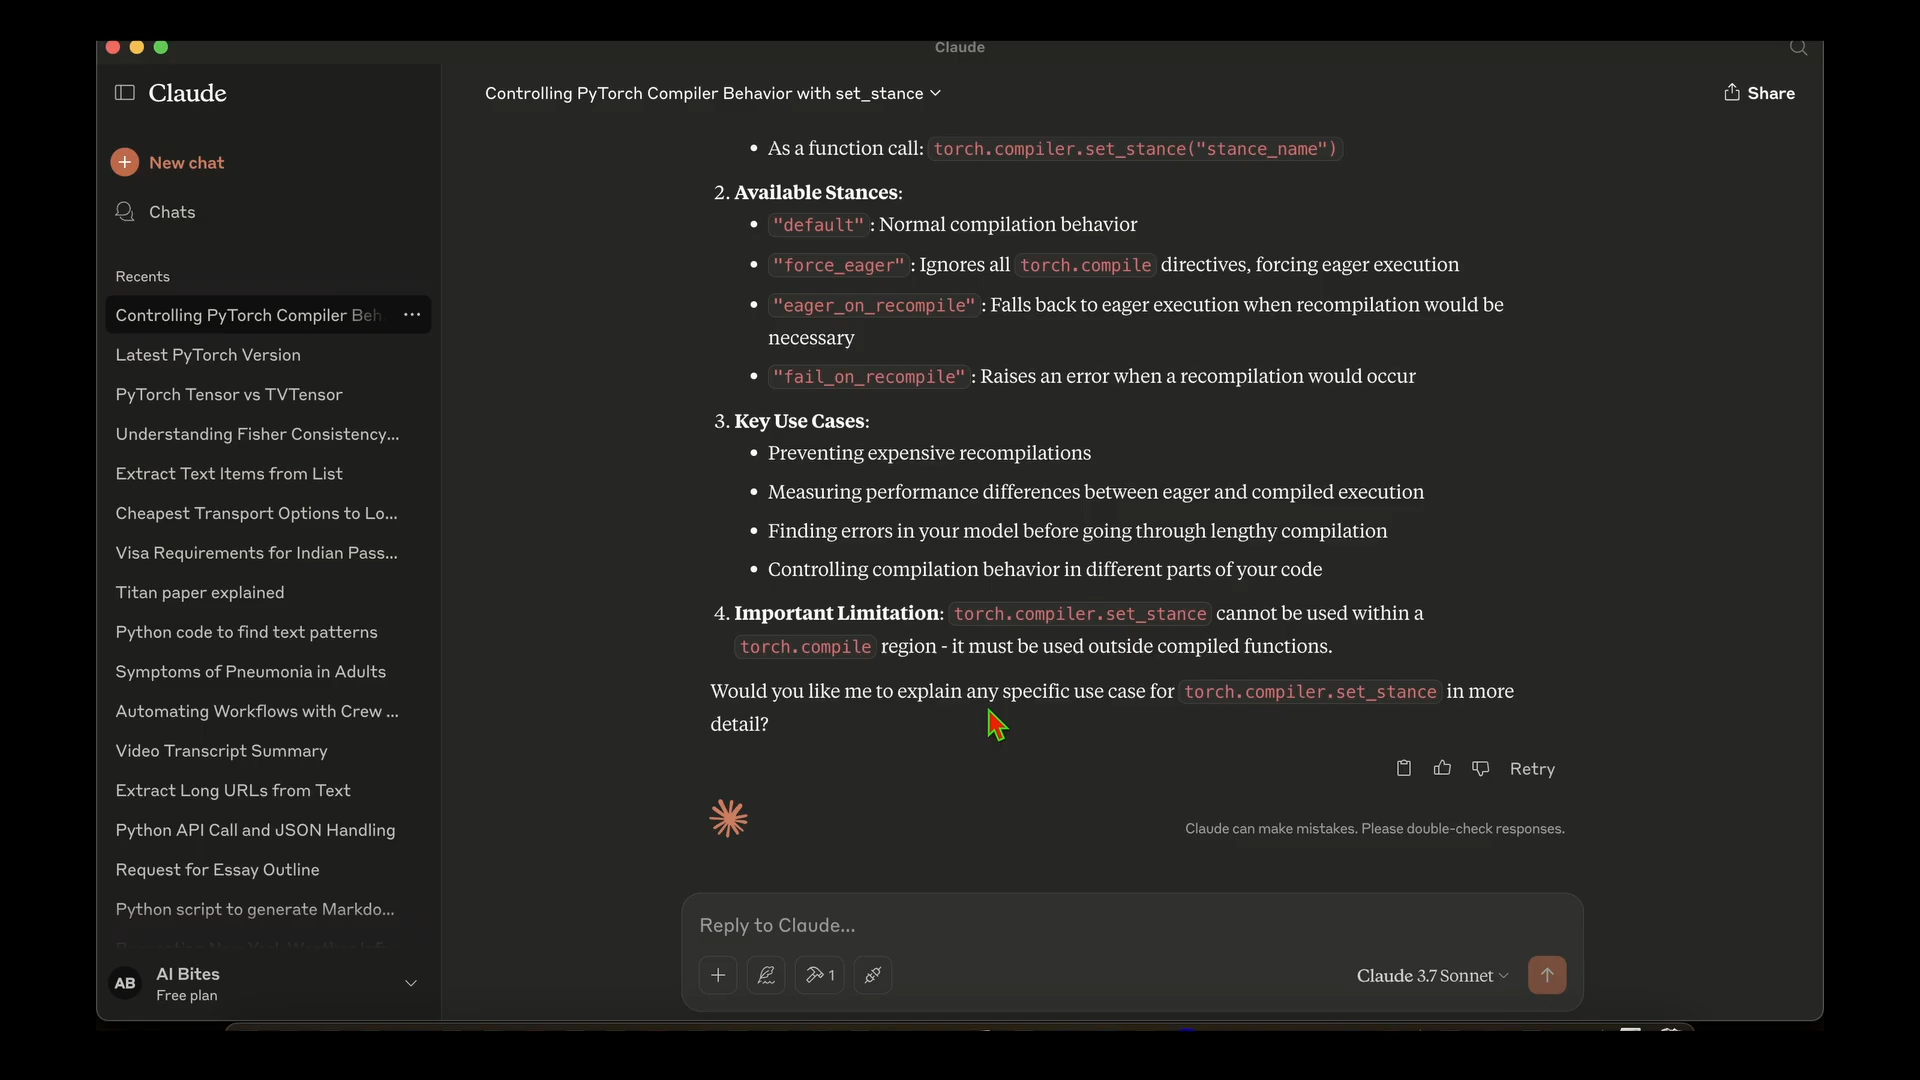 Claude
Claude
Controlling PyTorch Compiler Behavior with set_stance
Share
New chat
Chats
Recents
Controlling PyTorch Compiler Beh
Latest PyTorch Version
PyTorch Tensor vs TVTensor
Understanding Fisher Consistency...
Extract Text Items from List
Cheapest Transport Options to Lo...
Visa Requirements for Indian Pass...
Titan paper explained
Python code to find text patterns
Symptoms of Pneumonia in Adults
Automating Workflows with Crew ...
Video Transcript Summary
Extract Long URLs from Text
Python API Call and JSON Handling
Request for Essay Outline
Python script to generate Markdo...
AB
AI Bites
Free plan
• As a function call: torch.compiler.set_stance("stance_name")
2. Available Stances:
• "default": Normal compilation behavior
• "force_eager": Ignores all torch.compile directives, forcing eager execution
• "eager_on_recompile": Falls back to eager execution when recompilation would be
necessary
• "fail_on_recompile": Raises an error when a recompilation would occur
3. Key Use Cases:
• Preventing expensive recompilations
• Measuring performance differences between eager and compiled execution
• Finding errors in your model before going through lengthy compilation
• Controlling compilation behavior in different parts of your code
4. Important Limitation: torch.compiler.set_stance cannot be used within a
torch.compile region - it must be used outside compiled functions.
Would you like me to explain any specific use case for torch.compiler.set_stance in more
detail?
Retry
Claude can make mistakes. Please double-check responses.
Reply to Claude...
1
Claude 3.7 Sonnet